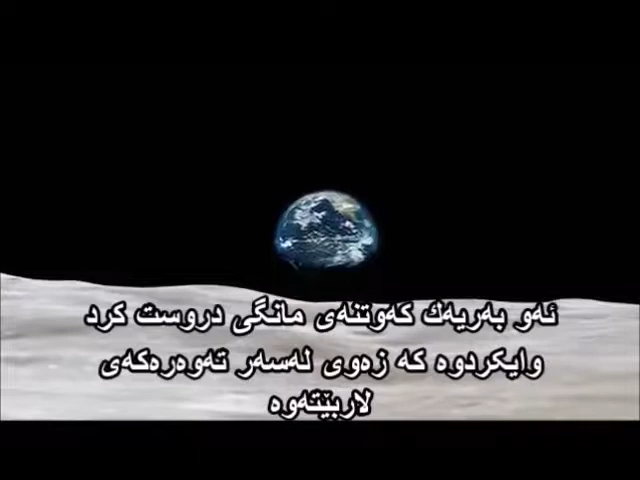 ئەو بەریەك كەوتنەی مانگی دروست كرد
وایكردوە كە زەوی لەسەر تەوەرەكەی
لاربێتەوە